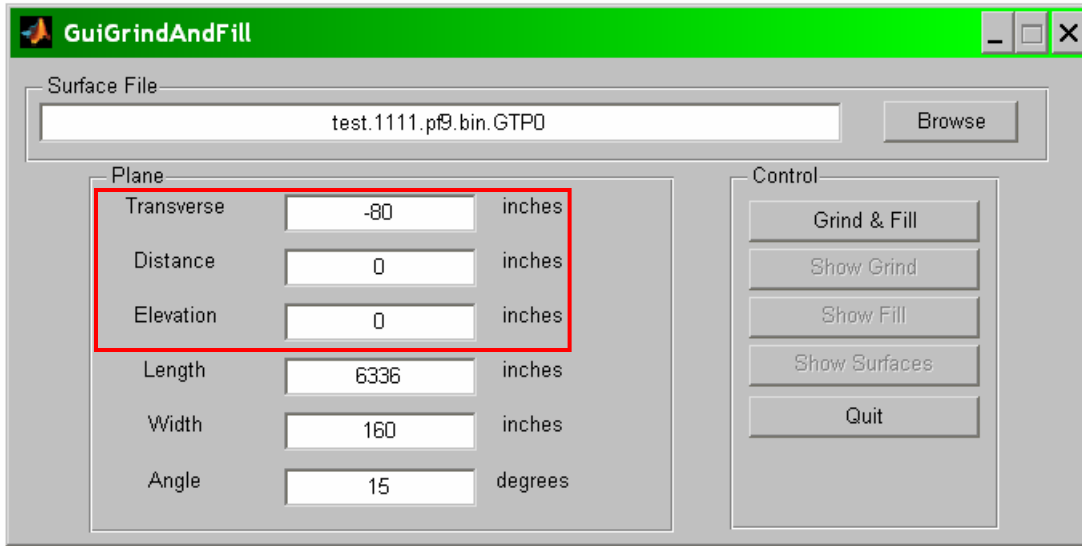 GuiGrindAndFill
Surface File
test.1111.pf9.bin.GTP0
Browse
Plane
Transverse -80 inches
Distance 0 inches
Elevation 0 inches
Length 6336 inches
Width 160 inches
Angle 15 degrees
Control
Grind & Fill
Show Grind
Show Fill
Show Surfaces
Quit